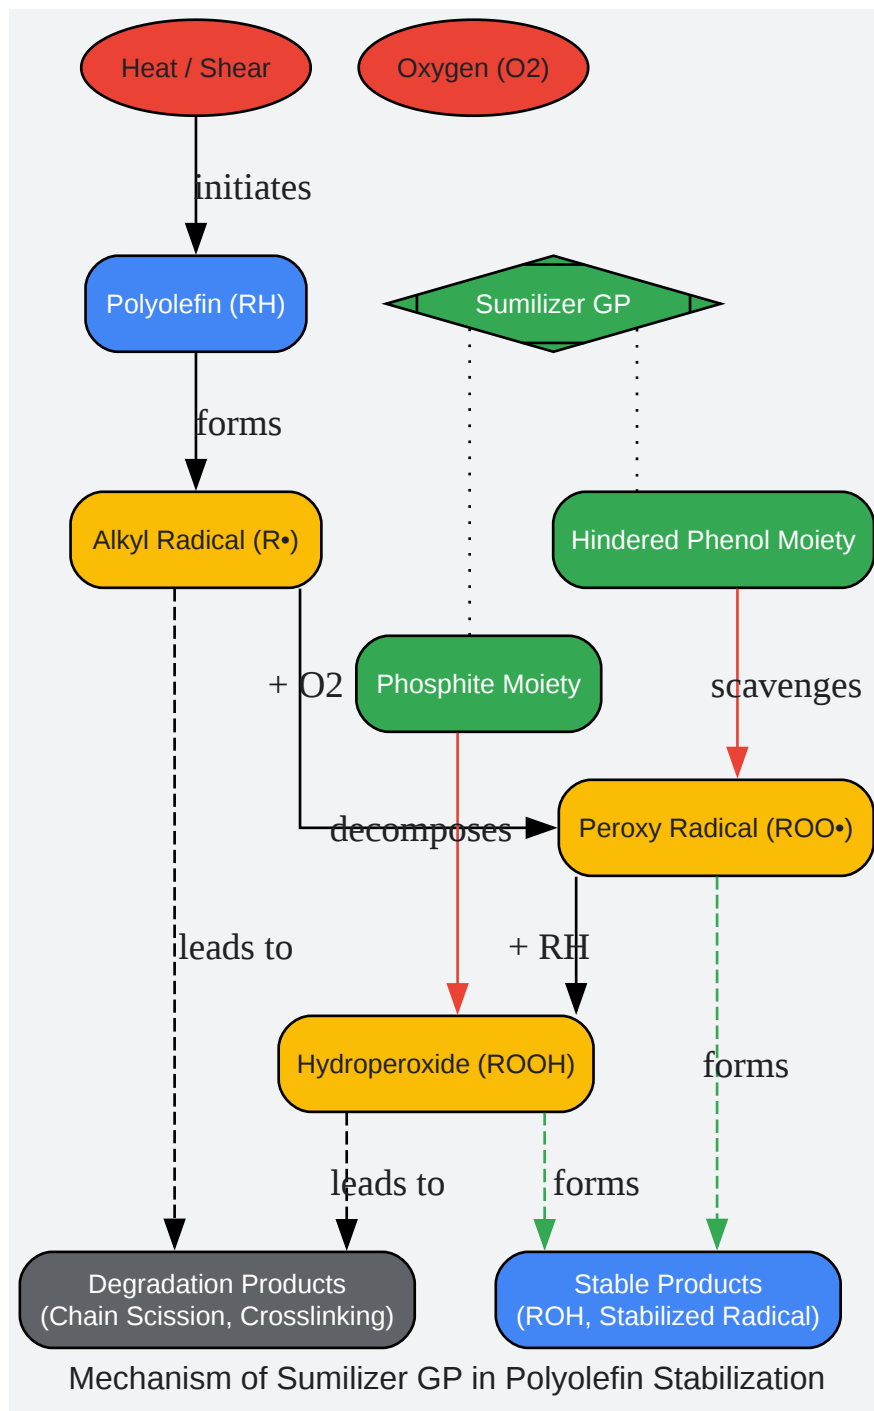 Heat / Shear
Oxygen (O2)
initiates
Polyolefin (RH)
Sumilizer GP
forms
Alkyl Radical (R•)
Hindered Phenol Moiety
+ O2
Phosphite Moiety
scavenges
decomposes
Peroxy Radical (ROO•)
leads to
+ RH
Hydroperoxide (ROOH)
forms
leads to
forms
Degradation Products
(Chain Scission, Crosslinking)
Stable Products
(ROH, Stabilized Radical)
Mechanism of Sumilizer GP in Polyolefin Stabilization